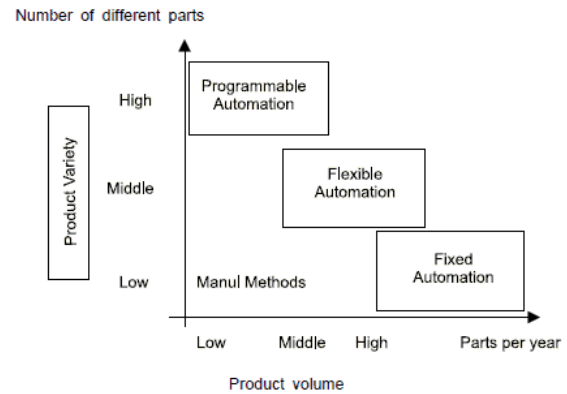 Number of different parts
Programmable
Automation
High
Product Variety
Flexible
Automation
Middle
Fixed
Automation
Low
Manul Methods
Low
Middle
High
Parts per year
Product volume